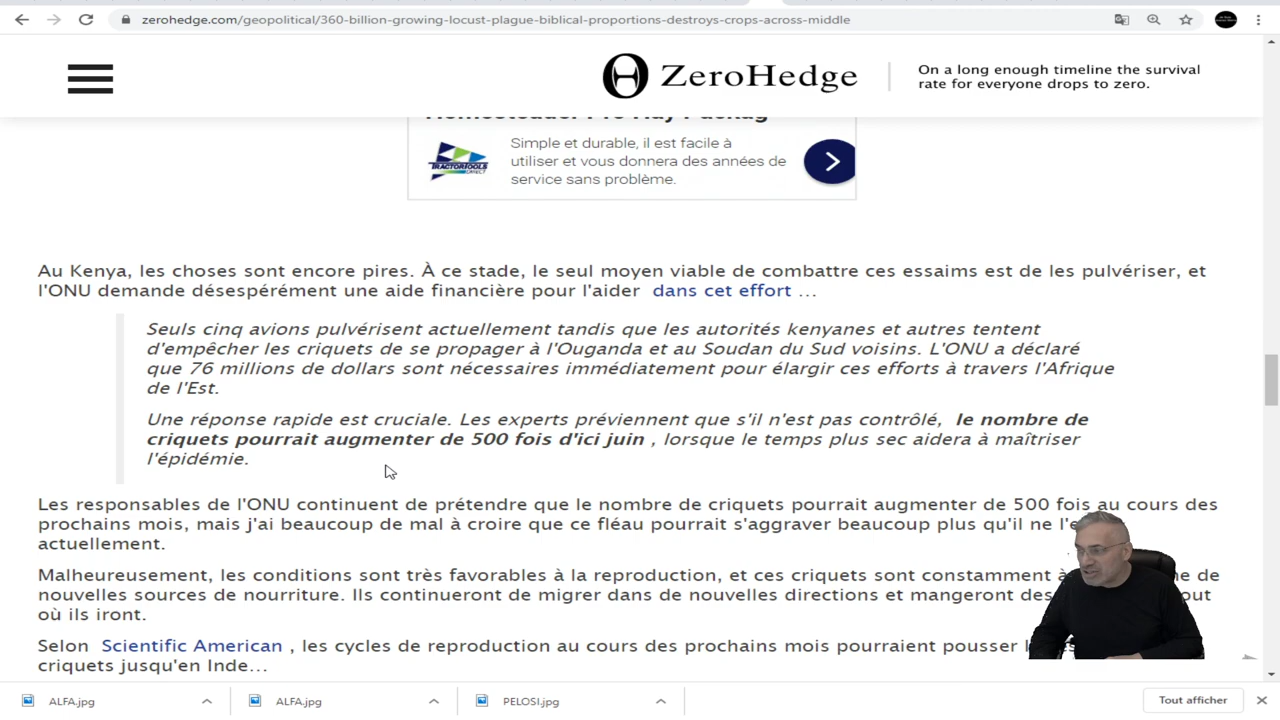 zerohedge.com/geopolitical/360-billion-growing-locust-plague-biblical-proportions-destroys-crops-across-middle
ZeroHedge
On a long enough timeline the survival
rate for everyone drops to zero.
Simple et durable, il est facile à
utiliser et vous donnera des années de
service sans problème.
TRACTORTOOLS
DIRECT
Au Kenya, les choses sont encore pires. À ce stade, le seul moyen viable de combattre ces essaims est de les pulvériser, et
l'ONU demande désespérément une aide financière pour l'aider dans cet effort ...
Seuls cinq avions pulvérisent actuellement tandis que les autorités kenyanes et autres tentent
d'empêcher les criquets de se propager à l'Ouganda et au Soudan du Sud voisins. L'ONU a déclaré
que 76 millions de dollars sont nécessaires immédiatement pour élargir ces efforts à travers l'Afrique
de l'Est.
Une réponse rapide est cruciale. Les experts préviennent que s'il n'est pas contrôlé, le nombre de
criquets pourrait augmenter de 500 fois d'ici juin , lorsque le temps plus sec aidera à maîtriser
l'épidémie.
Les responsables de l'ONU continuent de prétendre que le nombre de criquets pourrait augmenter de 500 fois au cours des
prochains mois, mais j'ai beaucoup de mal à croire que ce fléau pourrait s'aggraver beaucoup plus qu'il ne
actuellement.
Malheureusement, les conditions sont très favorables à la reproduction, et ces criquets sont constamment de
nouvelles sources de nourriture. Ils continueront de migrer dans de nouvelles directions et mangeront
où ils iront.
Selon Scientific American , les cycles de reproduction au cours des prochains mois pourraient pousser
criquets jusqu'en Inde...
ALFA.jpg
ALFA.jpg
PELOSI.jpg
Tout afficher